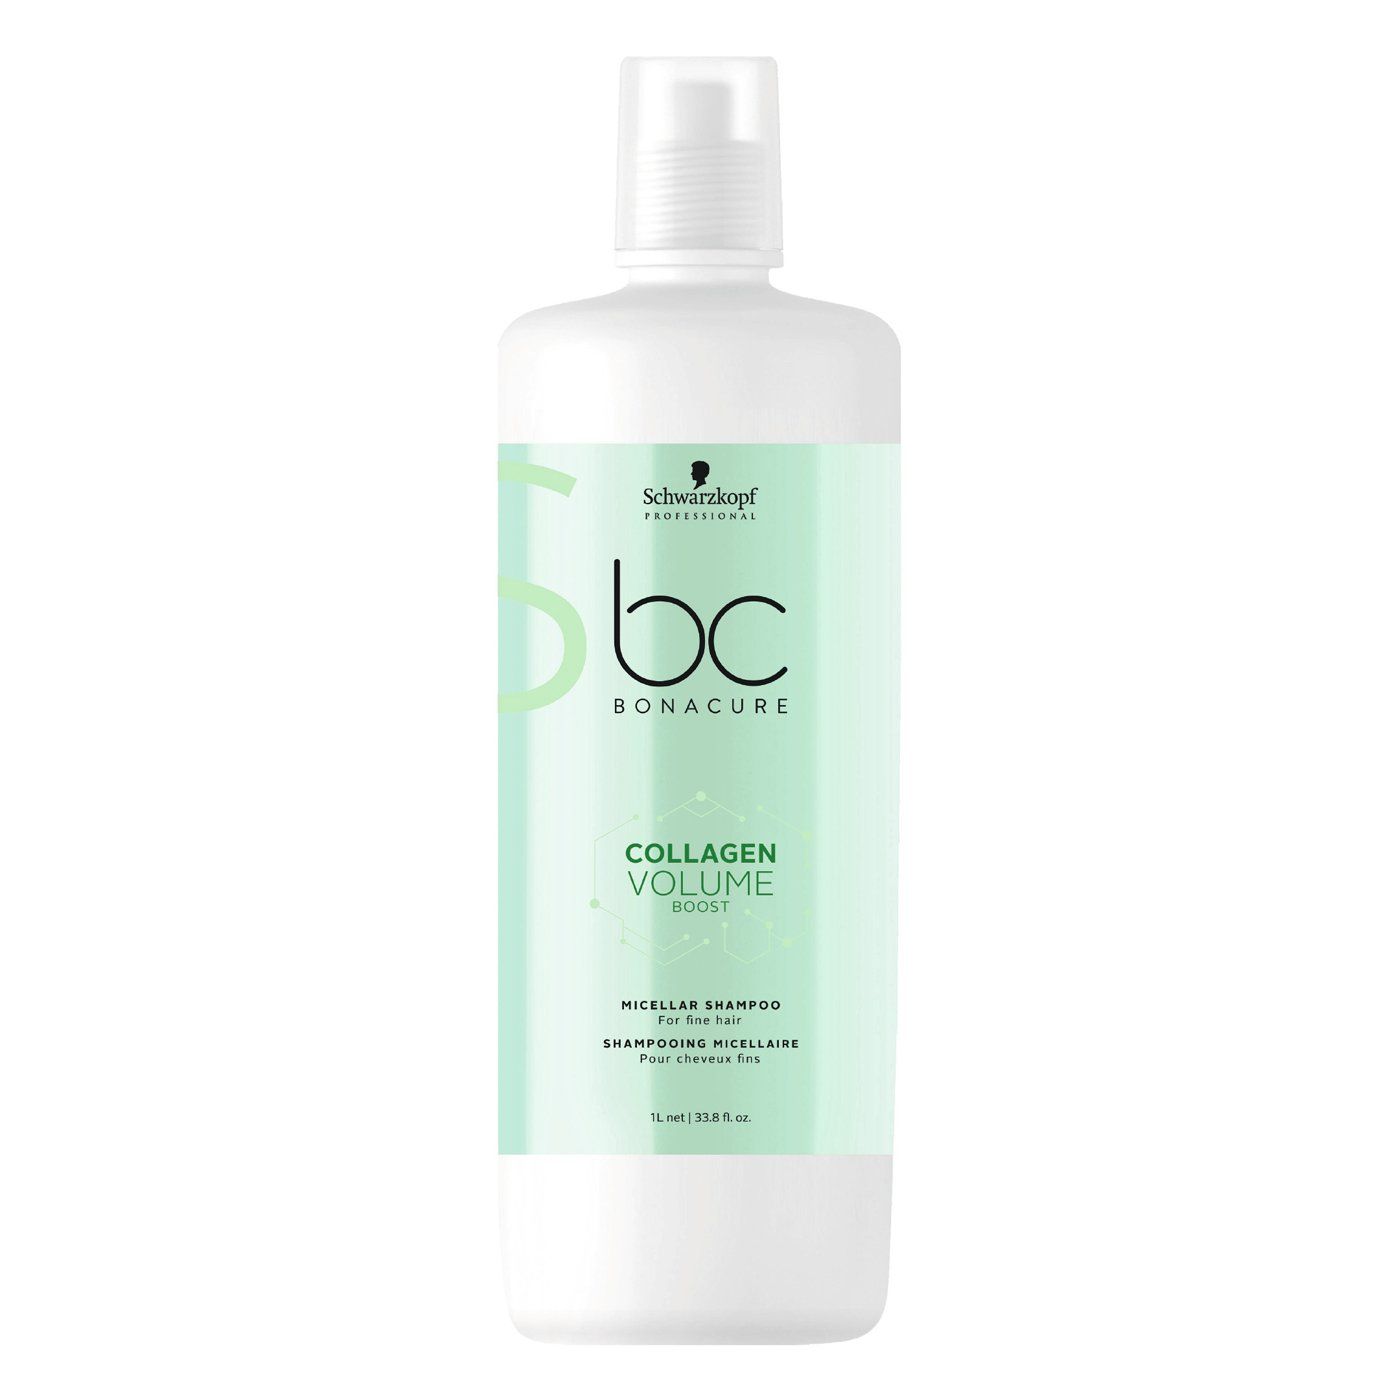 Schwarzkopf
PROFESSIONAL
bc
BONACURE
COLLAGEN
VOLUME
BOOST
MICELLAR SHAMPOO
For fine hair
SHAMPOOING MICELLAIRE
Pour cheveux fins
1L net | 33.8 fl. oz.